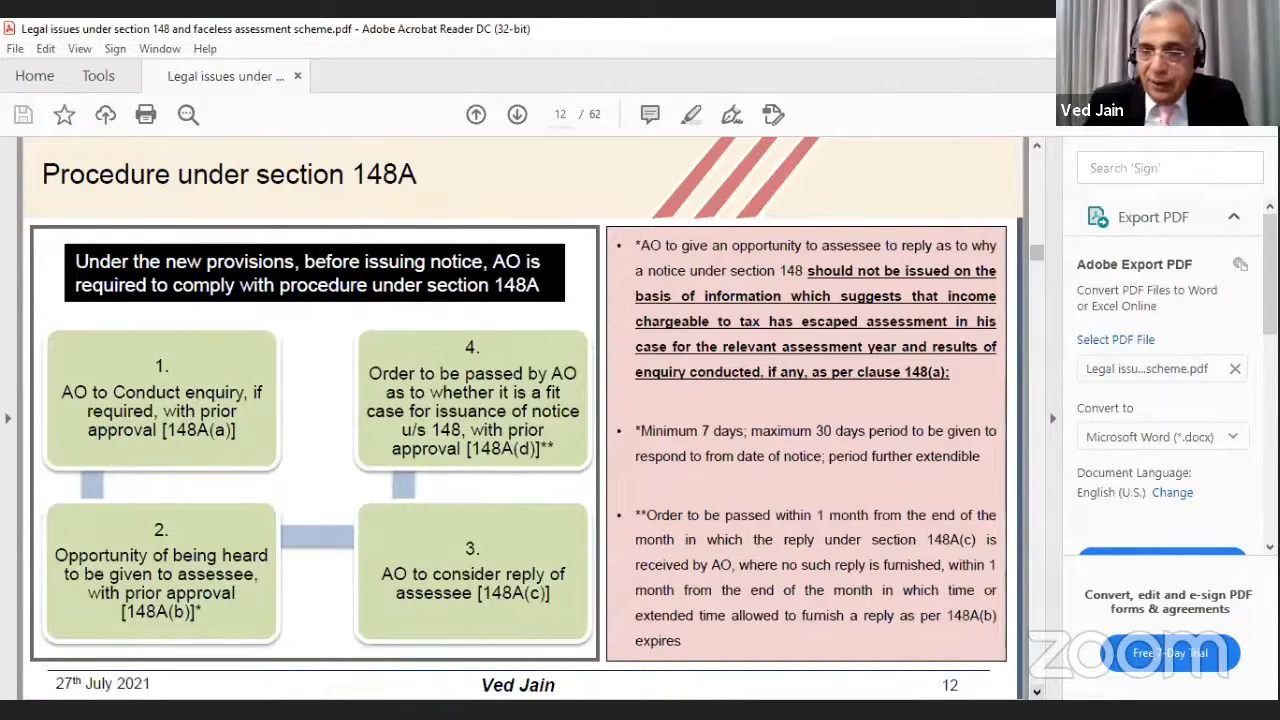 Legal issues under section 148 and faceless assessment scheme.pdf - Adobe Acrobat Reader DC (32-bit)
File Edit View Sign Window Help
Home Tools Legal issues under ... ×
12 / 62
Ved Jain
Procedure under section 148A
Under the new provisions, before issuing notice, AO is
required to comply with procedure under section 148A
1.
AO to Conduct enquiry, if
required, with prior
approval [148A(a)]
2.
Opportunity of being heard
to be given to assessee,
with prior approval
[148A(b)]*
3.
AO to consider reply of
assessee [148A(c)]
4.
Order to be passed by AO
as to whether it is a fit
case for issuance of notice
u/s 148, with prior
approval [148A(d)]**
• *AO to give an opportunity to assessee to reply as to why
a notice under section 148 should not be issued on the
basis of information which suggests that income
chargeable to tax has escaped assessment in his
case for the relevant assessment year and results of
enquiry conducted, if any, as per clause 148(a);
• *Minimum 7 days; maximum 30 days period to be given to
respond to from date of notice; period further extendible
• **Order to be passed within 1 month from the end of the
month in which the reply under section 148A(c) is
received by AO, where no such reply is furnished, within 1
month from the end of the month in which time or
extended time allowed to furnish a reply as per 148A(b)
expires
27th July 2021
Ved Jain
12
Search 'Sign'
Export PDF
Adobe Export PDF
Convert PDF Files to Word
or Excel Online
Select PDF File
Legal issu...scheme.pdf
Convert to
Microsoft Word (*.docx)
Document Language:
English (U.S.) Change
Convert, edit and e-sign PDF
forms & agreements
Free 7-Day Trial
zoom